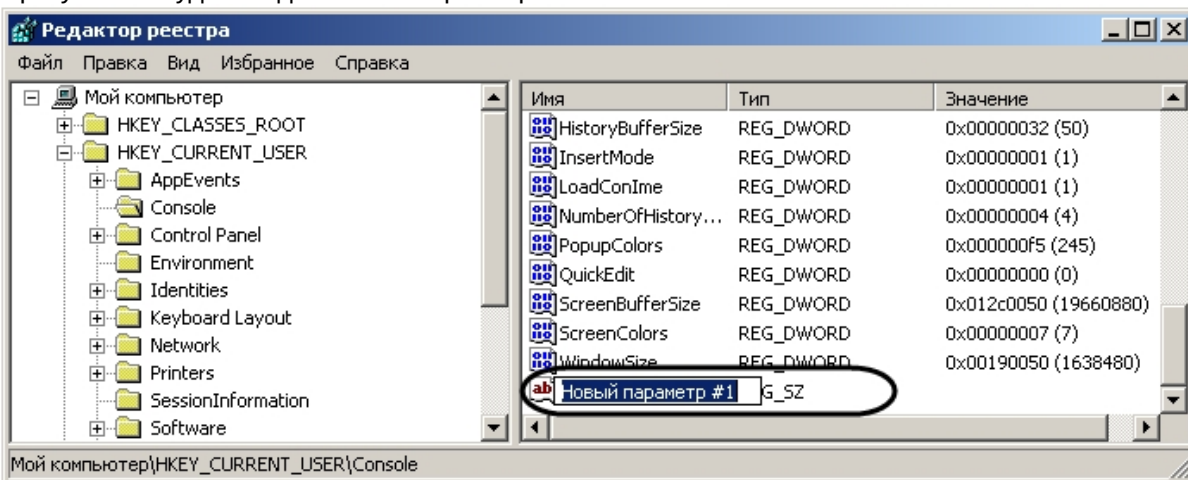 Редактор реестра
Файл Правка Вид Избранное Справка
Мой компьютер
HKEY_CLASSES_ROOT
HKEY_CURRENT_USER
AppEvents
Console
Control Panel
Environment
Identities
Keyboard Layout
Network
Printers
SessionInformation
Software
Имя Тип Значение
HistoryBufferSize REG_DWORD 0x00000032 (50)
InsertMode REG_DWORD 0x00000001 (1)
LoadConIme REG_DWORD 0x00000001 (1)
NumberOfHistory... REG_DWORD 0x00000004 (4)
PopupColors REG_DWORD 0x000000f5 (245)
QuickEdit REG_DWORD 0x00000000 (0)
ScreenBufferSize REG_DWORD 0x012c0050 (19660880)
ScreenColors REG_DWORD 0x00000007 (7)
WindowSize REG_DWORD 0x00190050 (1638480)
Новый параметр #1 G_SZ
Мой компьютер\HKEY_CURRENT_USER\Console